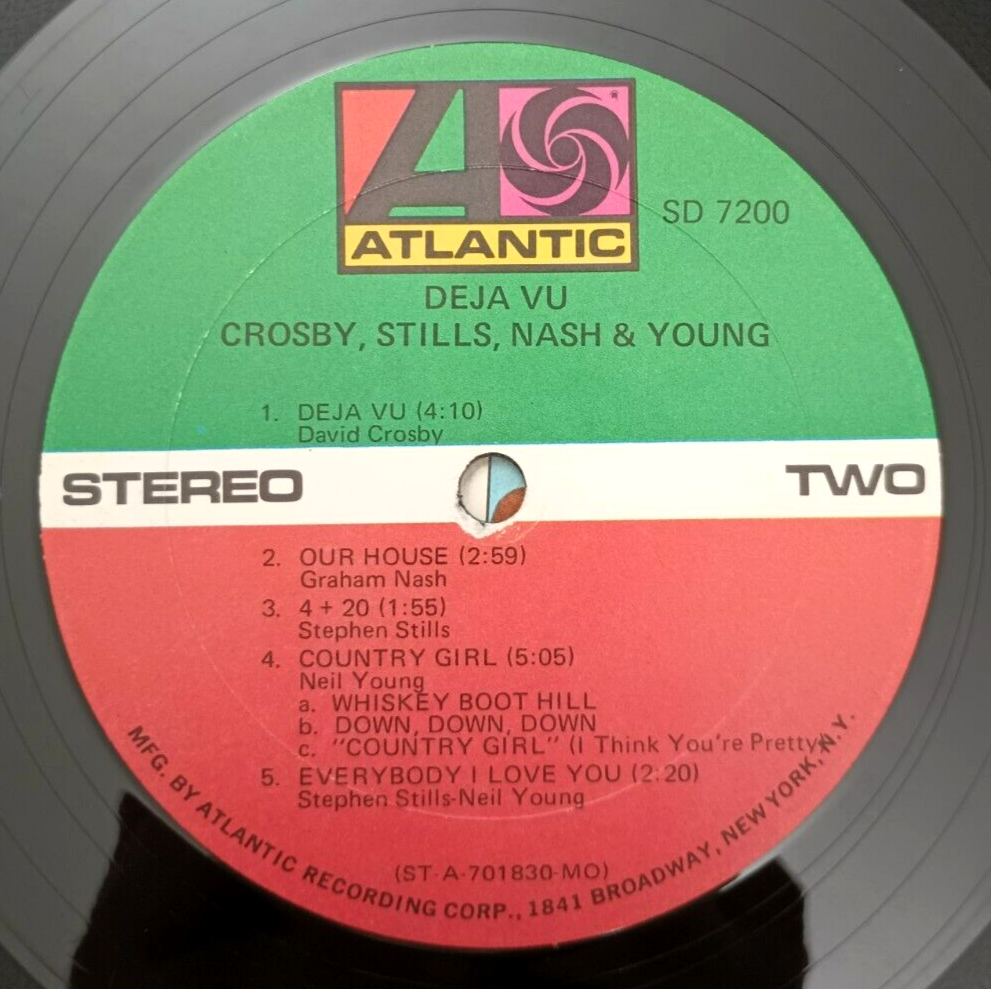 ATLANTIC
SD 7200
DEJA VU
CROSBY, STILLS, NASH & YOUNG
1. DEJA VU (4:10)
David Crosby
STEREO
TWO
2. OUR HOUSE (2:59)
Graham Nash
3. 4 + 20 (1:55)
Stephen Stills
4. COUNTRY GIRL (5:05)
Neil Young
a. WHISKEY BOOT HILL
b. DOWN, DOWN, DOWN
c. "COUNTRY GIRL" (I Think You're Pretty)
5. EVERYBODY I LOVE YOU (2:20)
Stephen Stills-Neil Young
(ST-A-701830-MO)
MFG. BY ATLANTIC RECORDING CORP., 1841 BROADWAY, NEW YORK, N.Y.